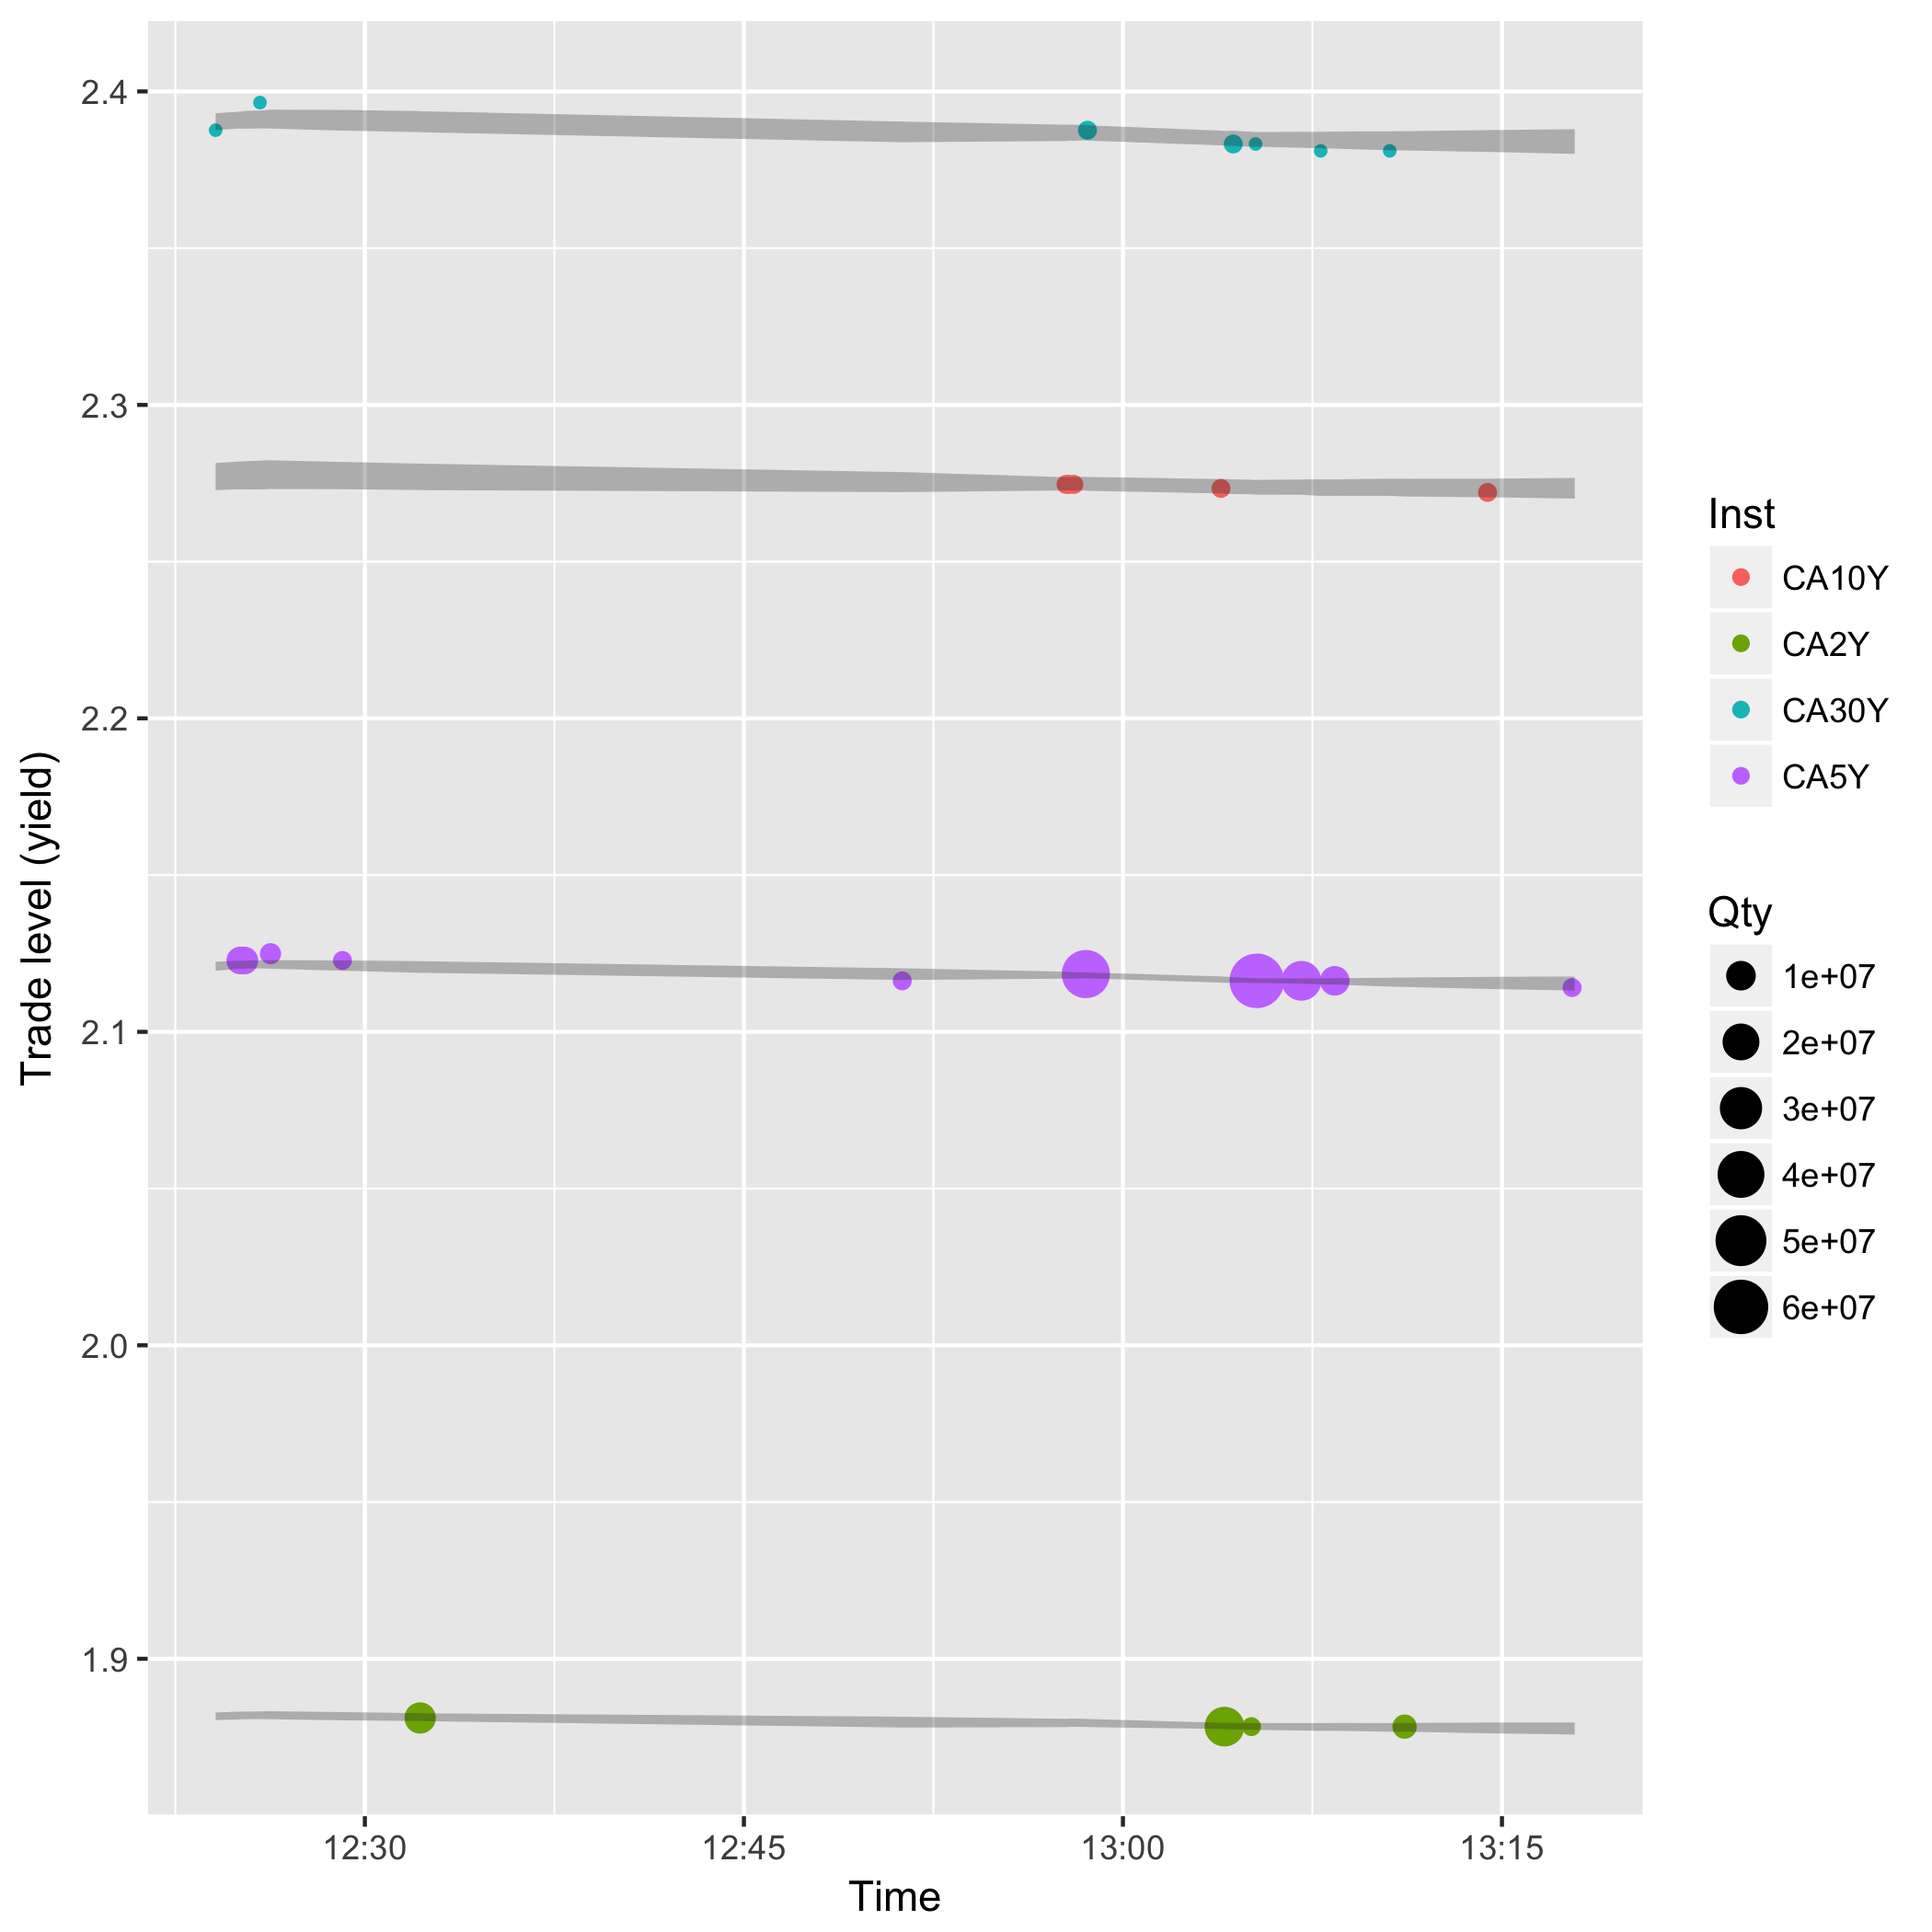 2.4
2.3
2.2
2.1
2.0
1.9
Trade level (yield)
12:30
12:45
13:00
13:15
Time
Inst
CA10Y
CA2Y
CA30Y
CA5Y
Qty
1e+07
2e+07
3e+07
4e+07
5e+07
6e+07